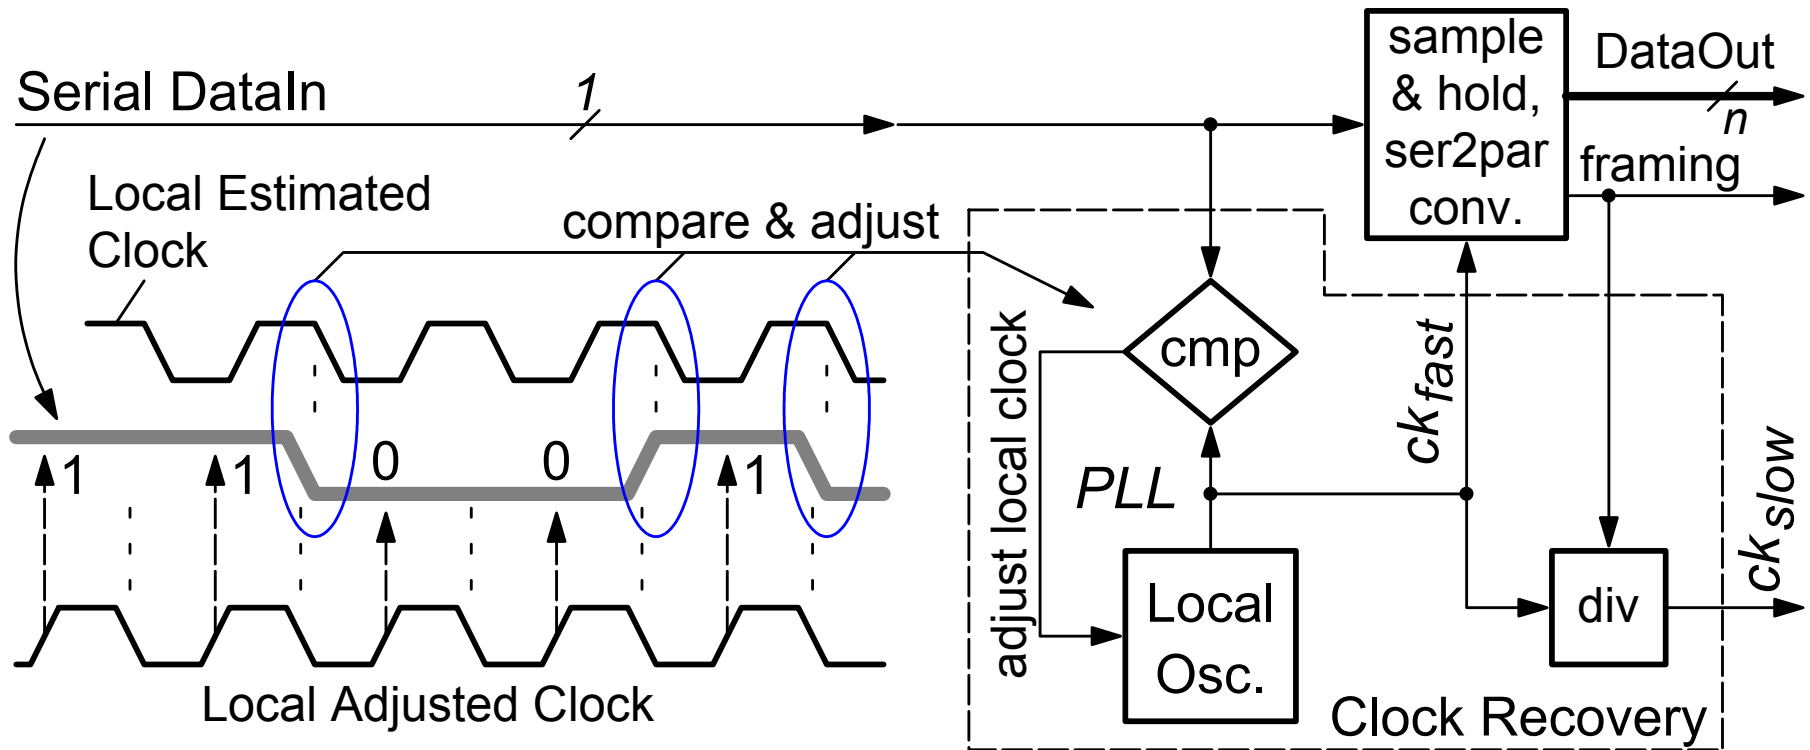 Serial DataIn
1
sample
& hold,
ser2par
conv.
DataOut
n
framing
Local Estimated
Clock
compare & adjust
adjust local clock
cmp
ck fast
PLL
1 1 0 0 1
Local
Osc.
div
ck slow
Local Adjusted Clock
Clock Recovery